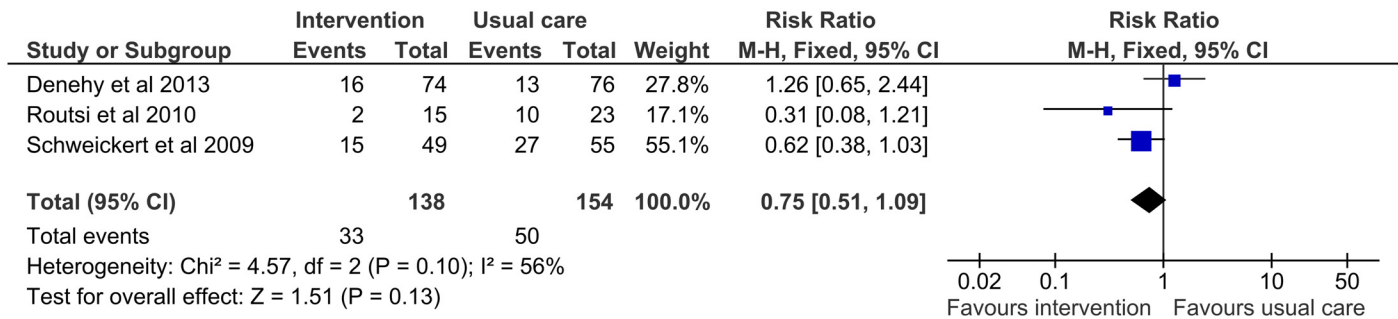 Intervention Usual care Risk Ratio Risk Ratio
Study or Subgroup Events Total Events Total Weight M-H, Fixed, 95% CI M-H, Fixed, 95% CI
Denehy et al 2013 16 74 13 76 27.8% 1.26 [0.65, 2.44]
Routsi et al 2010 2 15 10 23 17.1% 0.31 [0.08, 1.21]
Schweickert et al 2009 15 49 27 55 55.1% 0.62 [0.38, 1.03]
Total (95% CI) 138 154 100.0% 0.75 [0.51, 1.09]
Total events 33 50
Heterogeneity: Chi² = 4.57, df = 2 (P = 0.10); I² = 56%
Test for overall effect: Z = 1.51 (P = 0.13)
0.02 0.1 1 10 50
Favours intervention Favours usual care